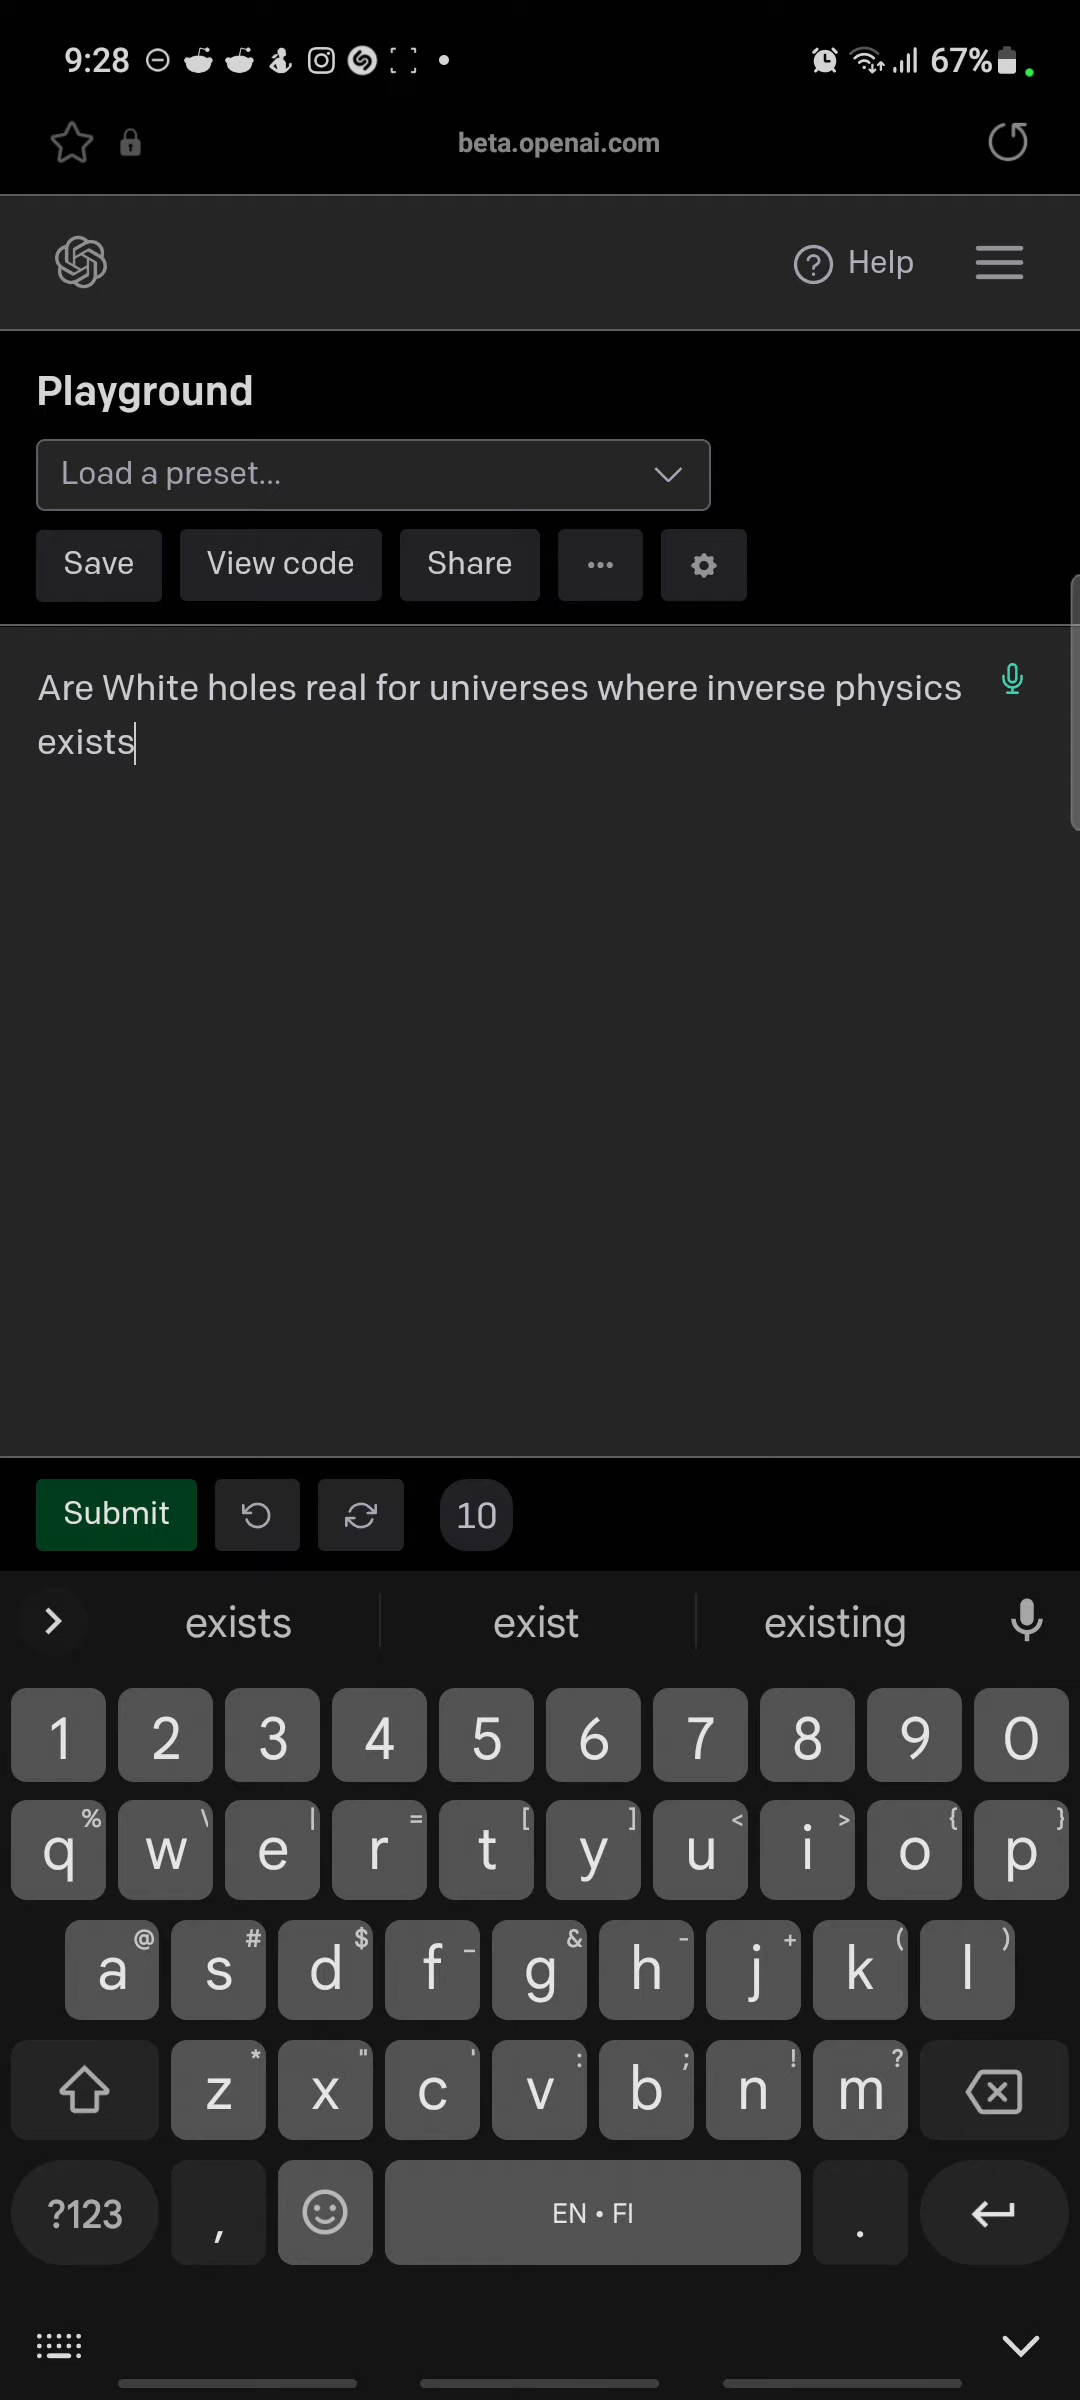 9:28 67%
beta.openai.com
Help
Playground
Load a preset...
Save View code Share ...
Are White holes real for universes where inverse physics
exists
Submit 10
exists exist existing
1 2 3 4 5 6 7 8 9 0
q % w \ e | r = t [ y ] u < i > o { p }
a @ s # d $ f _ g & h - j + k ( l )
z * x " c ' v : b ; n ! m ?
?123 , EN • FI .